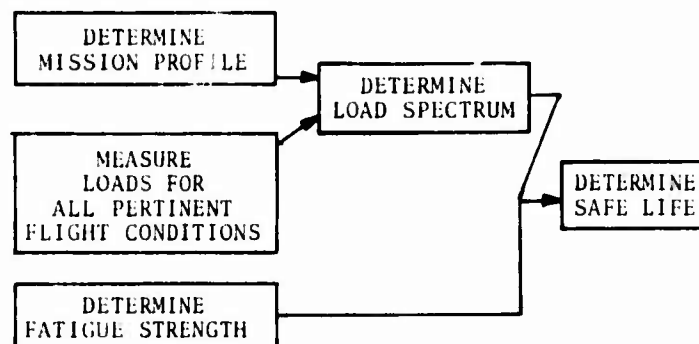 DETERMINE
MISSION PROFILE
MEASURE
LOADS FOR
ALL PERTINENT
FLIGHT CONDITIONS
DETERMINE
FATIGUE STRENGTH
DETERMINE
LOAD SPECTRUM
DETERMINE
SAFE LIFE